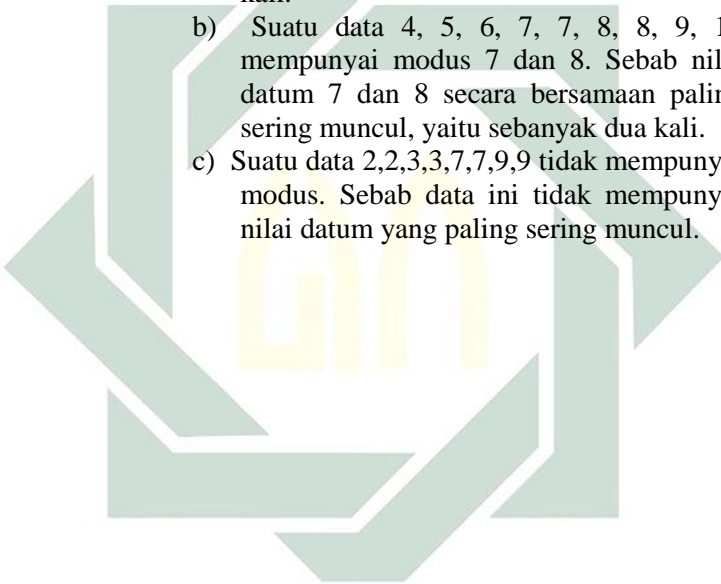 b) Suatu data 4, 5, 6, 7, 7, 8, 8, 9,
mempunyai modus 7 dan 8. Sebab
datum 7 dan 8 secara bersamaan
sering muncul, yaitu sebanyak dua kali.
c) Suatu data 2,2,3,3,7,7,9,9 tidak
modus. Sebab data ini tidak
nilai datum yang paling sering muncul.